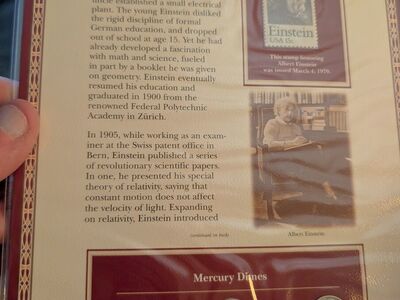 uncle established a small electrical
plant. The young Einstein disliked
the rigid discipline of formal
German education, and dropped
out of school at age 15. Yet he had
already developed a fascination
with math and science, fueled
in part by a booklet he was given
on geometry. Einstein eventually
resumed his education and
graduated in 1900 from the
renowned Federal Polytechnic
Academy in Zürich.
In 1905, while working as an exam-
iner at the Swiss patent office in
Bern, Einstein published a series
of revolutionary scientific papers.
In one, he presented his special
theory of relativity, saying that
constant motion does not affect
the velocity of light. Expanding
on relativity, Einstein introduced
(continued on back)
Einstein
USA 15c
This stamp honoring
Albert Einstein
was issued March 4, 1979.
Albert Einstein
Mercury Dimes